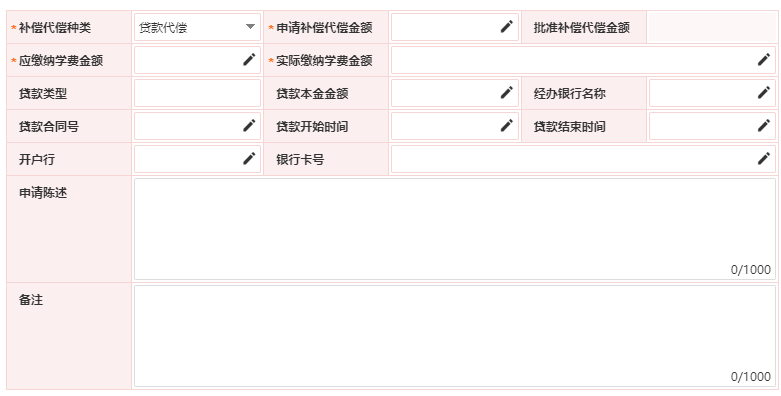 *补偿代偿种类 贷款代偿 *申请补偿代偿金额 批准补偿代偿金额
*应缴纳学费金额 *实际缴纳学费金额
贷款类型 贷款本金金额 经办银行名称
贷款合同号 贷款开始时间 贷款结束时间
开户行 银行卡号
申请陈述
0/1000
备注
0/1000